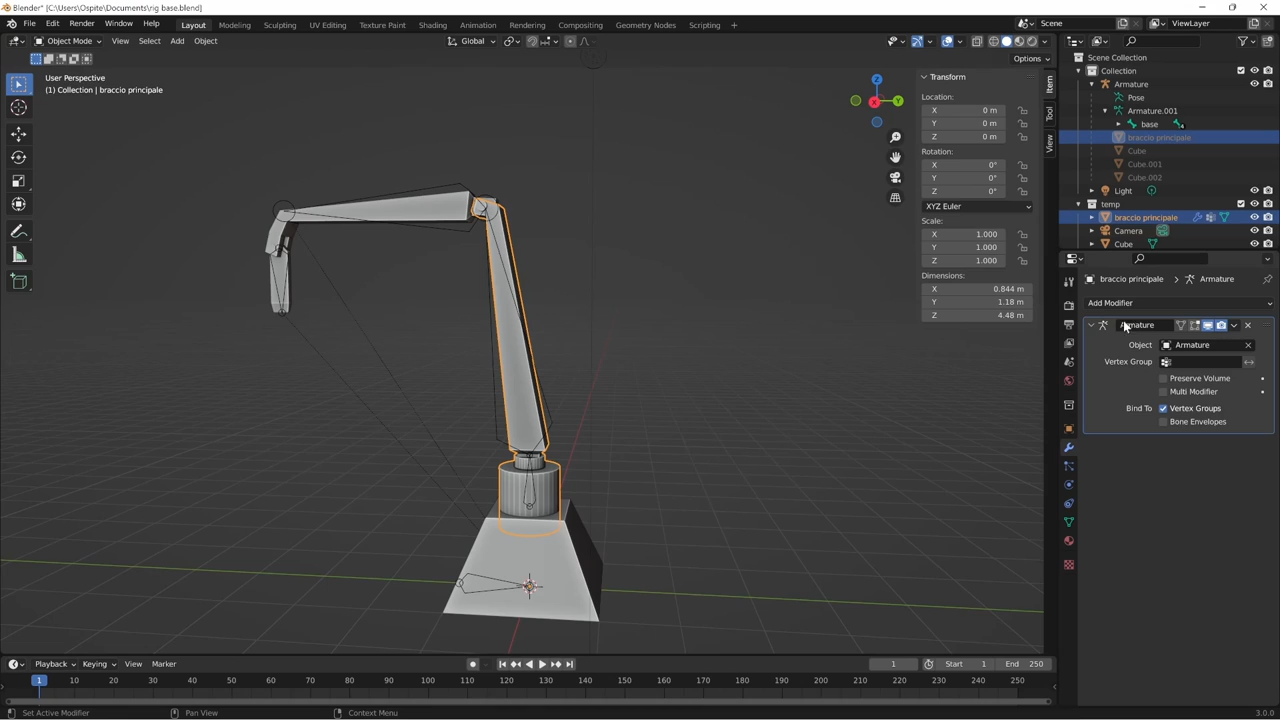 Blender* [C:\Users\Ospite\Documents\rig base.blend]
File Edit Render Window Help Layout Modeling Sculpting UV Editing Texture Paint Shading Animation Rendering Compositing Geometry Nodes Scripting + Scene ViewLayer
Object Mode View Select Add Object Global
Options
User Perspective
(1) Collection | braccio principale
Z
Y
X
Transform
Location:
X 0 m
Y 0 m
Z 0 m
Rotation:
X 0°
Y 0°
Z 0°
XYZ Euler
Scale:
X 1.000
Y 1.000
Z 1.000
Dimensions:
X 0.844 m
Y 1.18 m
Z 4.48 m
Item
Tool
View
Scene Collection
Collection
Armature
Pose
Armature.001
base 4
braccio principale
Cube
Cube.001
Cube.002
Light
temp
braccio principale
Camera
Cube
braccio principale > Armature
Add Modifier
Armature
Object Armature
Vertex Group
Preserve Volume
Multi Modifier
Bind To Vertex Groups
Bone Envelopes
Playback Keying View Marker 1 Start 1 End 250
1 10 20 30 40 50 60 70 80 90 100 110 120 130 140 150 160 170 180 190 200 210 220 230 240 250
Set Active Modifier Pan View Context Menu 3.0.0